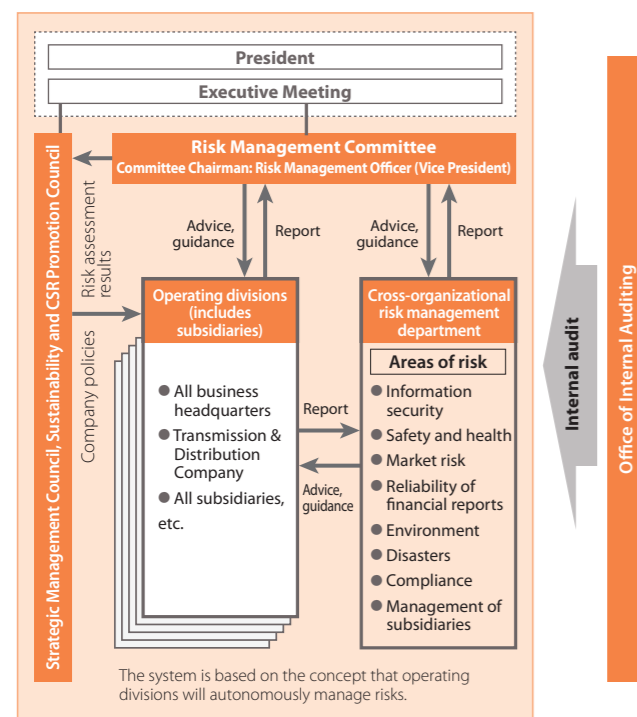 President
Executive Meeting
Risk Management Committee
Committee Chairman: Risk Management Officer (Vice President)
Strategic Management Council, Sustainability and CSR Promotion Council
Risk assessment
results
Company policies
Advice,
guidance
Report
Advice,
guidance
Report
Operating divisions
(includes
subsidiaries)
● All business
headquarters
● Transmission &
Distribution
Company
● All subsidiaries,
etc.
Report
Advice,
guidance
Cross-organizational
risk management
department
Areas of risk
● Information
security
● Safety and health
● Market risk
● Reliability of
financial reports
● Environment
● Disasters
● Compliance
● Management of
subsidiaries
The system is based on the concept that operating
divisions will autonomously manage risks.
Internal audit
Office of Internal Auditing